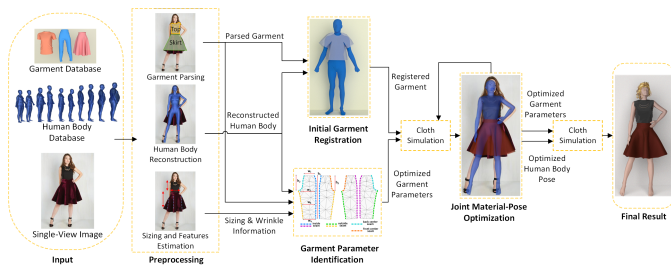 Garment Database
Human Body
Database
Single-View Image
Input
Top
Skirt
Garment Parsing
Human Body
Reconstruction
Sizing and Features
Estimation
Preprocessing
Parsed Garment
Reconstructed
Human Body
Sizing & Wrinkle
Information
Initial Garment
Registration
Garment Parameter
Identification
Registered
Garment
Optimized
Garment
Parameters
Cloth
Simulation
Joint Material-Pose
Optimization
Optimized
Garment
Parameters
Optimized
Human Body
Pose
Cloth
Simulation
Final Result